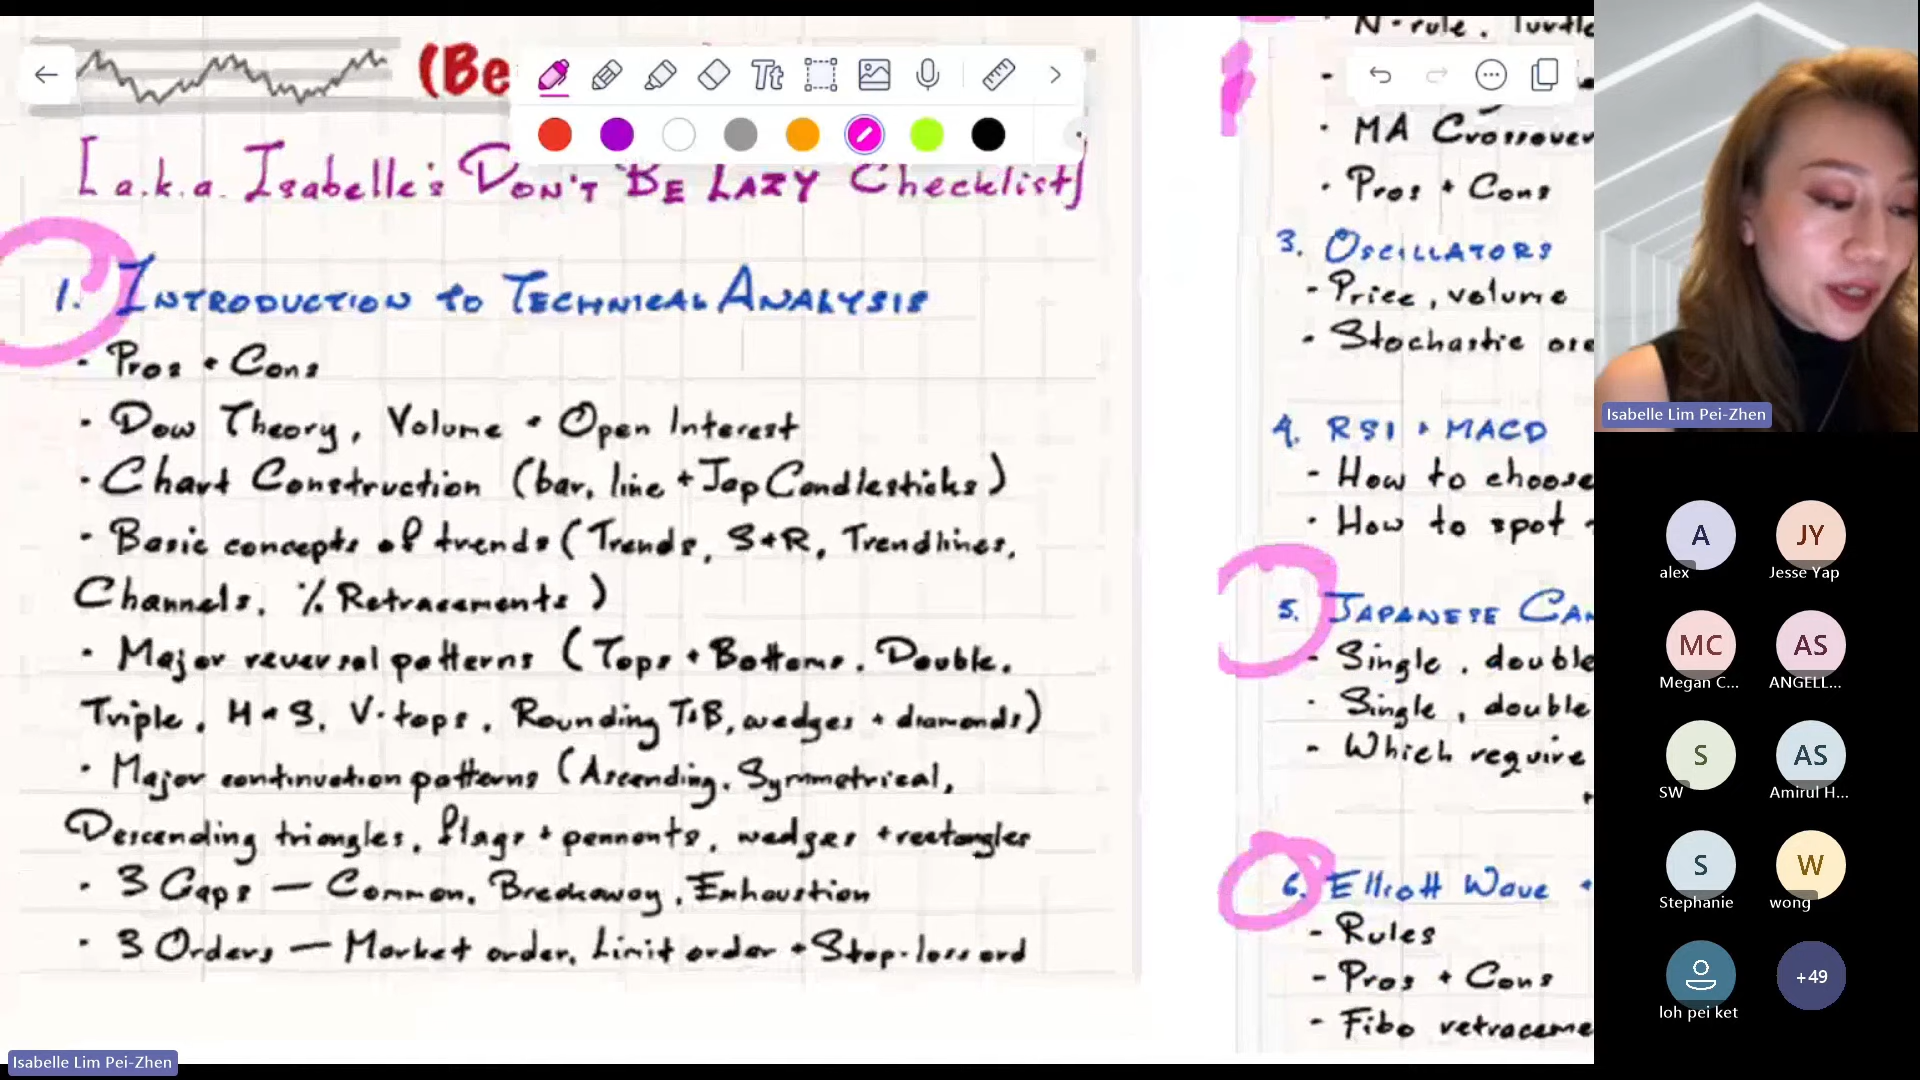 (Be
[a.k.a. Isabelle's DON'T BE LAZY Checklist]
1. INTRODUCTION to TECHNICAL ANALYSIS
• Pros + Cons
• Dow Theory, Volume + Open Interest
• Chart Construction (bar, line + Jap Candlesticks)
• Basic concepts of trends (Trends, S+R, Trendlines,
Channels, % Retracements)
• Major reversal patterns (Tops + Bottoms, Double,
Triple, H+S, V-tops, Rounding T&B, wedges + diamonds)
• Major continuation patterns (Ascending, Symmetrical,
Descending triangles, flags + pennants, wedges + rectangles
• 3 Gaps — Common, Breakaway, Exhaustion
• 3 Orders — Market order, Limit order + Stop-loss ord
N-rule, Turtle
• MA Crossover
• Pros + Cons
3. OSCILLATORS
- Price, volume
• Stochastic osc
4. RSI + MACD
- How to choose
• How to spot
5. JAPANESE CAN
- Single, double
• Single, double
- Which require
6. Elliott Wave +
- Rules
- Pros + Cons
- Fibo retraceme
Tt
Isabelle Lim Pei-Zhen
A
alex
JY
Jesse Yap
MC
Megan C...
AS
ANGELL...
S
SW
AS
Amirul H...
S
Stephanie
W
wong
loh pei ket
+49
Isabelle Lim Pei-Zhen